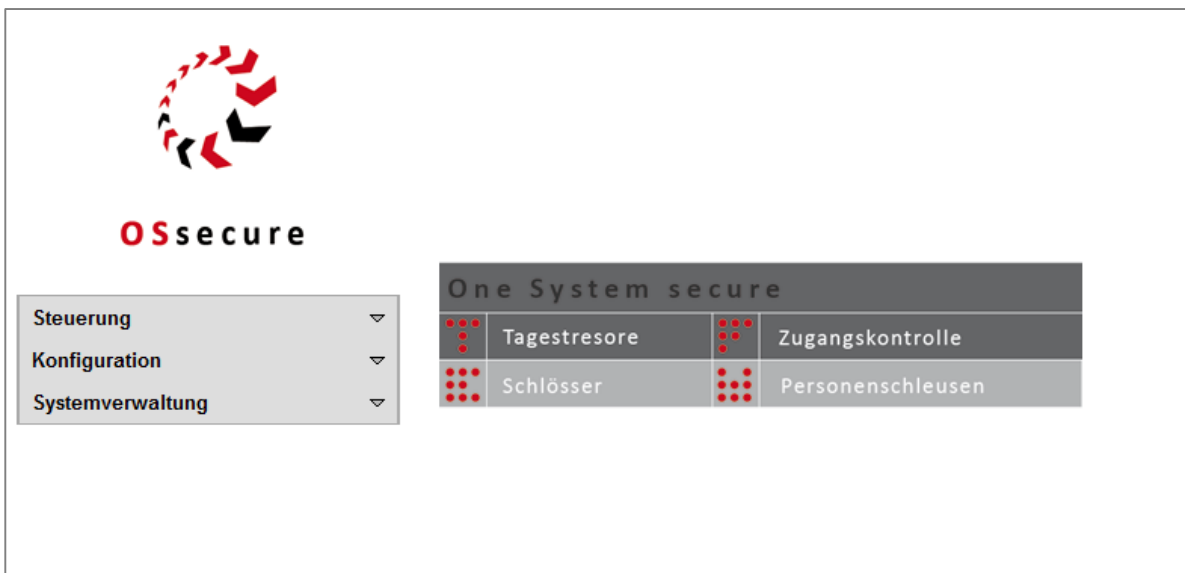 OSsecure
Steuerung
Konfiguration
Systemverwaltung
One System secure
Tagestresore Zugangskontrolle
Schlösser Personenschleusen